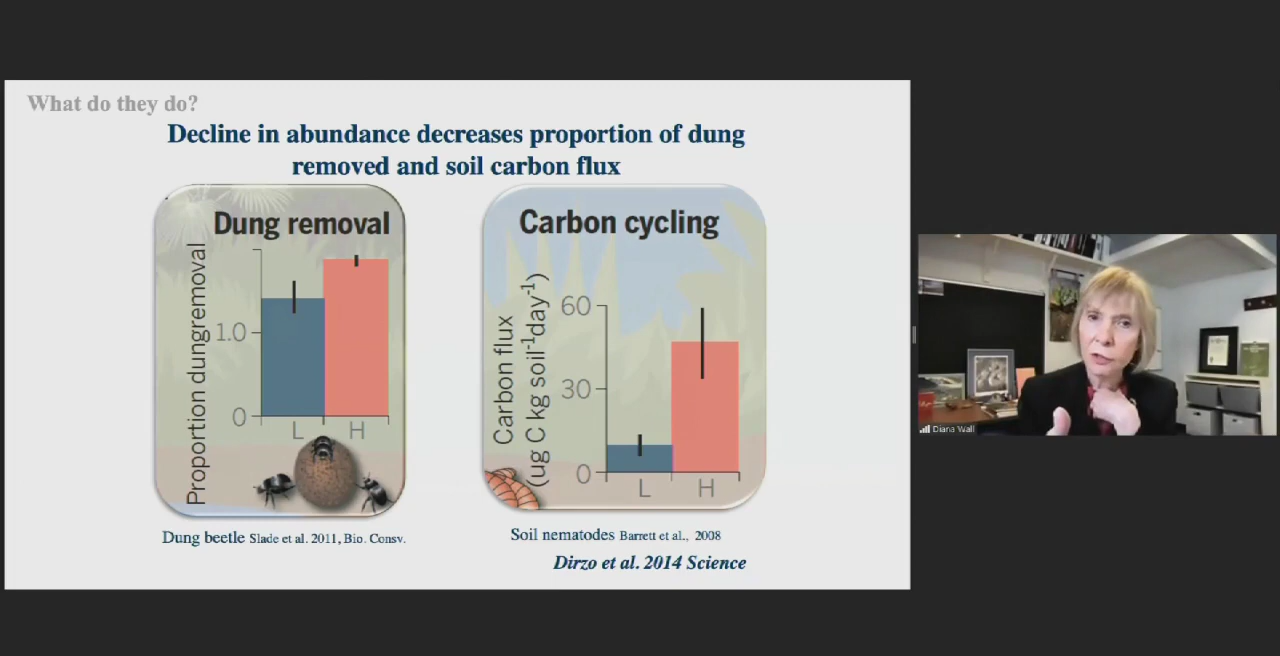 What do they do?
Decline in abundance decreases proportion of dung
removed and soil carbon flux
Dung removal
Proportion dungremoval
1.0
0
L H
Dung beetle Slade et al. 2011, Bio. Consv.
Carbon cycling
Carbon flux
(ug C kg soil-1day-1)
60
30
0
L H
Soil nematodes Barrett et al., 2008
Dirzo et al. 2014 Science
Diana Wall